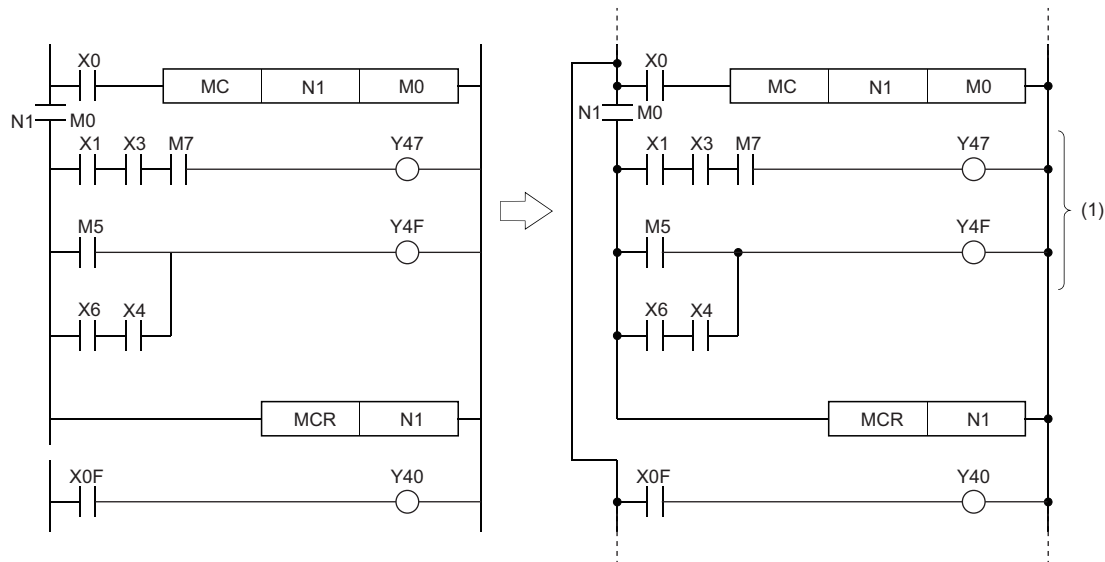 X0
MC N1 M0
N1 M0
X1 X3 M7 Y47
M5 Y4F
X6 X4
MCR N1
X0F Y40
X0
MC N1 M0
N1 M0
X1 X3 M7 Y47
M5 Y4F
(1)
X6 X4
MCR N1
X0F Y40